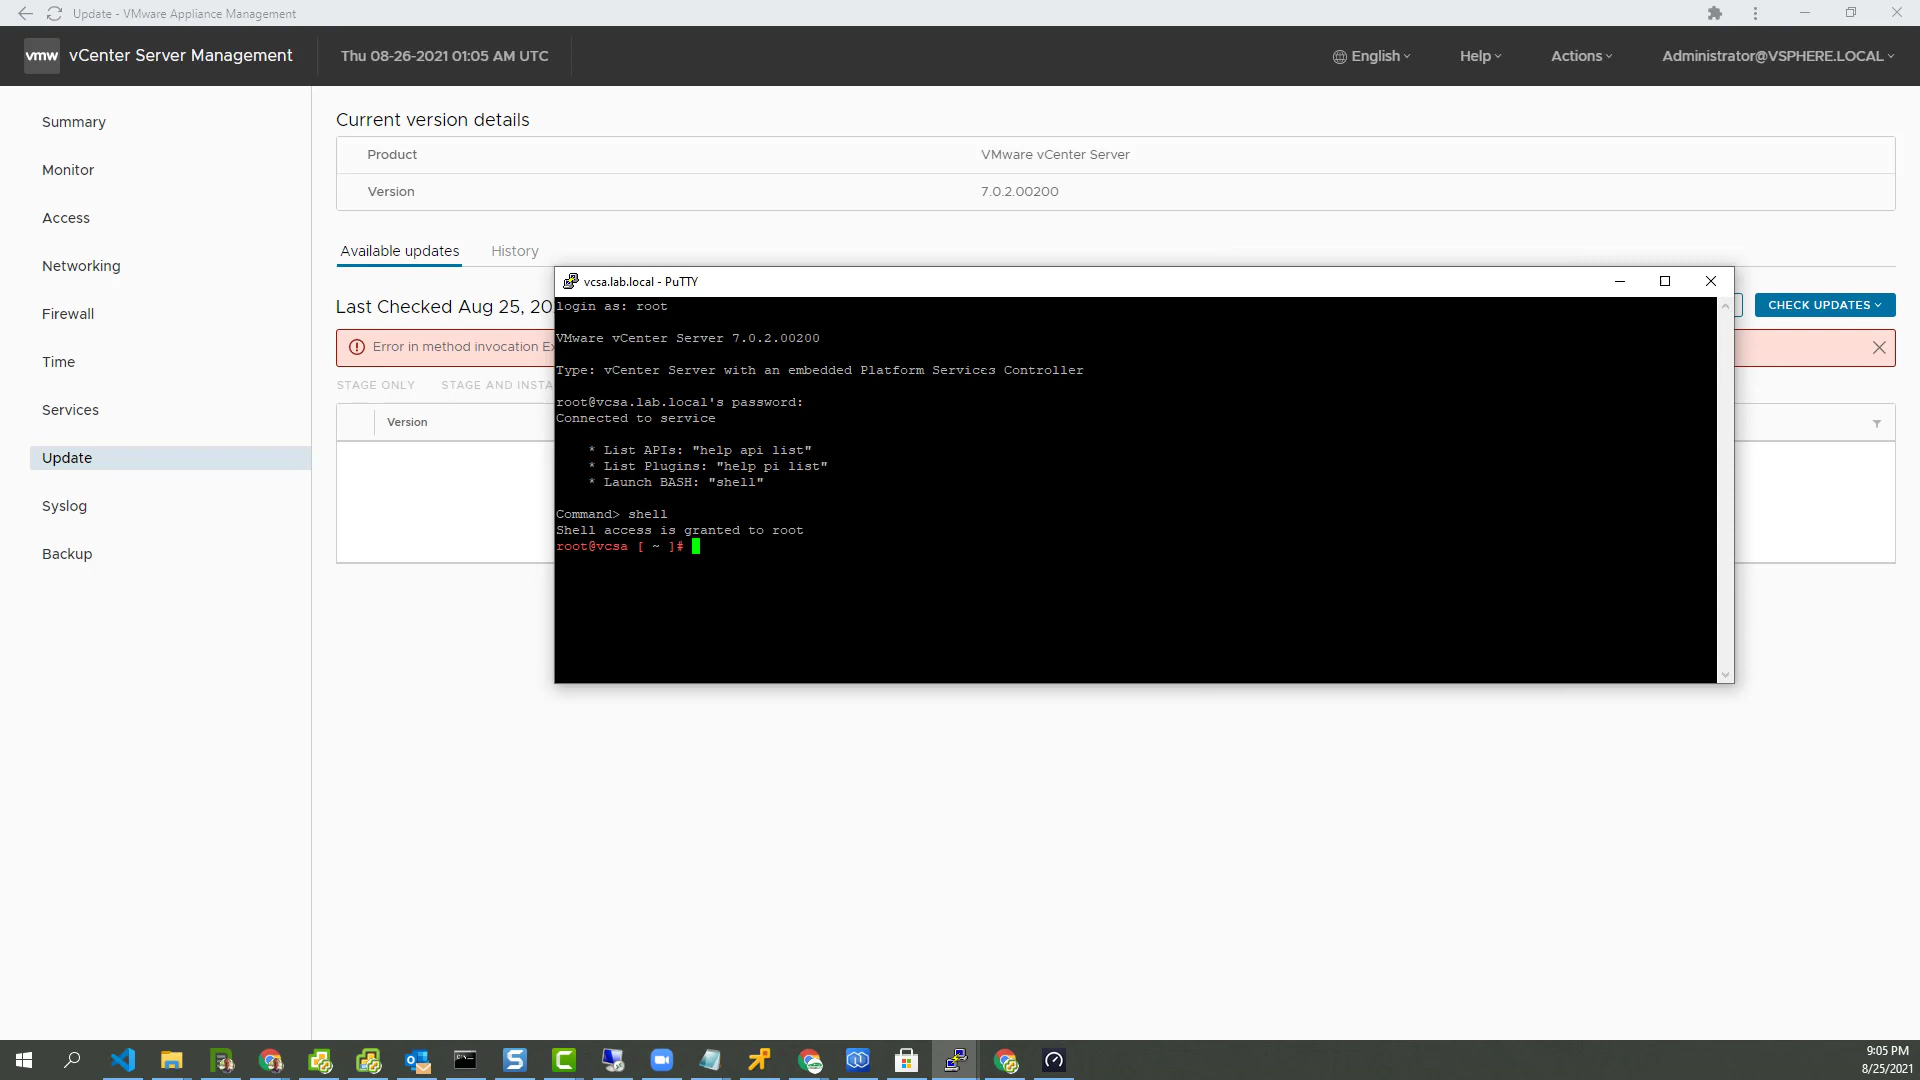 Update - VMware Appliance Management
vmw vCenter Server Management Thu 08-26-2021 01:05 AM UTC English Help Actions Administrator@VSPHERE.LOCAL
Summary
Monitor
Access
Networking
Firewall
Time
Services
Update
Syslog
Backup
Current version details
Product VMware vCenter Server
Version 7.0.2.00200
Available updates History
Last Checked Aug 25, 20
CHECK UPDATES
Error in method invocation
STAGE ONLY STAGE AND INSTA
Version
vcsa.lab.local - PuTTY
login as: root
VMware vCenter Server 7.0.2.00200
Type: vCenter Server with an embedded Platform Services Controller
root@vcsa.lab.local's password:
Connected to service
* List APIs: "help api list"
* List Plugins: "help pi list"
* Launch BASH: "shell"
Command> shell
Shell access is granted to root
root@vcsa [ ~ ]#
9:05 PM
8/25/2021